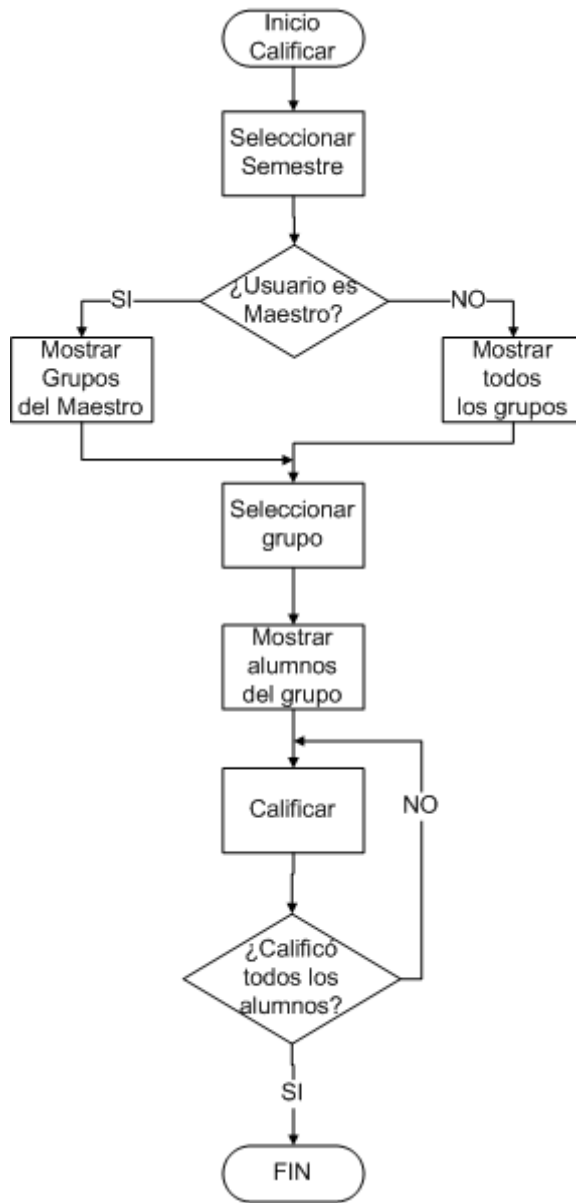 Inicio
Calificar
Seleccionar
Semestre
¿Usuario es
Maestro?
SI
NO
Mostrar
Grupos
del Maestro
Mostrar
todos
los grupos
Seleccionar
grupo
Mostrar
alumnos
del grupo
Calificar
NO
¿Calificó
todos los
alumnos?
SI
FIN